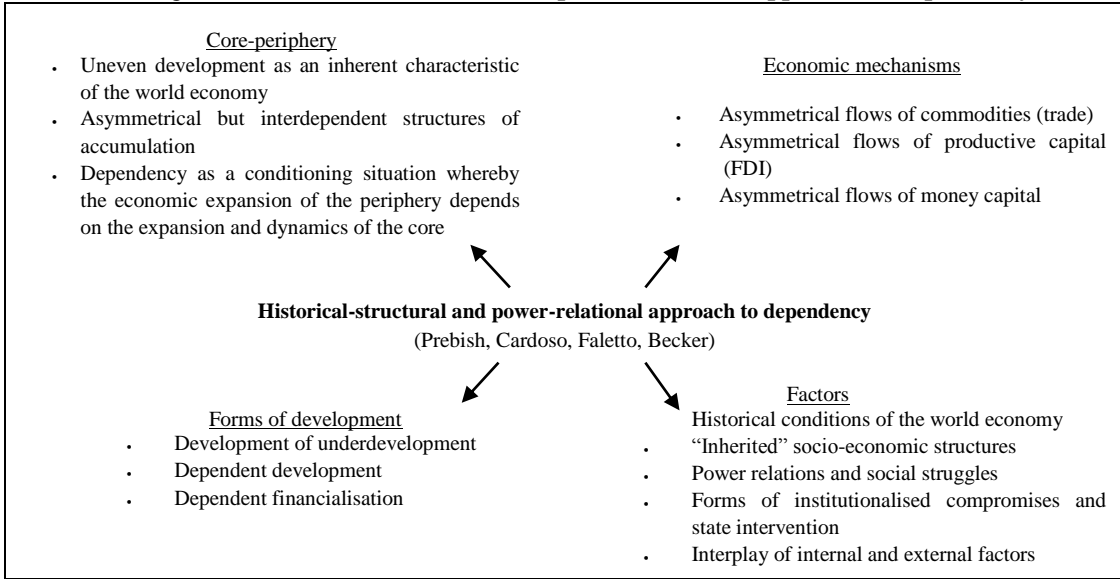 Core-periphery
• Uneven development as an inherent characteristic
of the world economy
• Asymmetrical but interdependent structures of
accumulation
• Dependency as a conditioning situation whereby
the economic expansion of the periphery depends
on the expansion and dynamics of the core
Economic mechanisms
• Asymmetrical flows of commodities (trade)
• Asymmetrical flows of productive capital
(FDI)
• Asymmetrical flows of money capital
Historical-structural and power-relational approach to dependency
(Prebish, Cardoso, Faletto, Becker)
Forms of development
• Development of underdevelopment
• Dependent development
• Dependent financialisation
Factors
Historical conditions of the world economy
• "Inherited" socio-economic structures
• Power relations and social struggles
• Forms of institutionalised compromises and
state intervention
• Interplay of internal and external factors